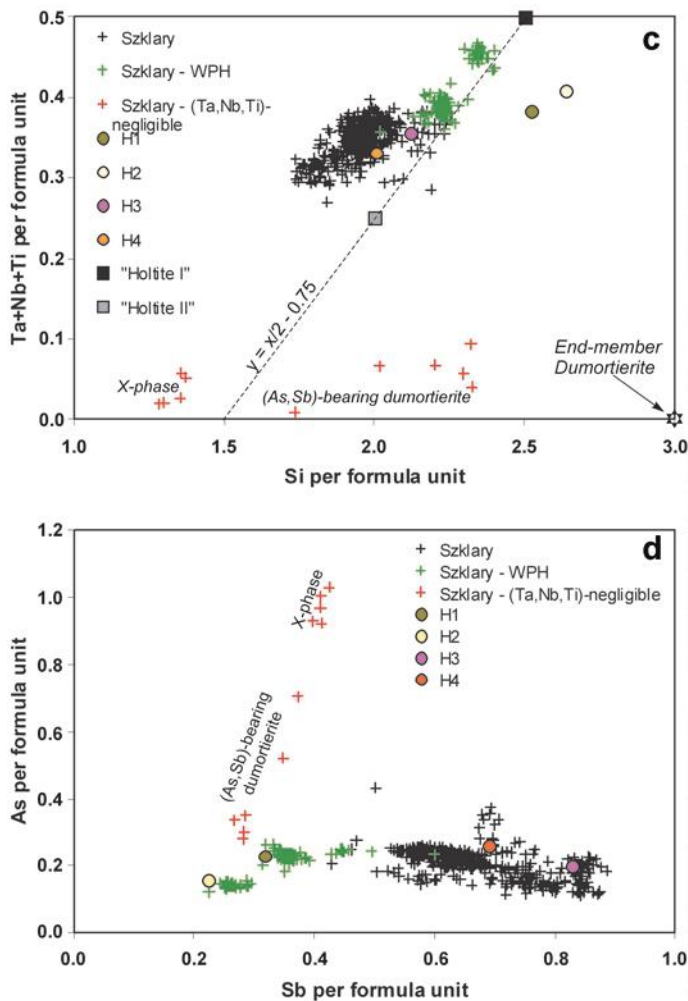 c
0.5
0.4
0.3
0.2
0.1
0.0
Ta+Nb+Ti per formula unit
Szklary
Szklary - WPH
Szklary - (Ta,Nb,Ti)-
negligible
H1
H2
H3
H4
"Holtite I"
"Holtite II"
y = x/2 - 0.75
X-phase
(As,Sb)-bearing dumortierite
End-member
Dumortierite
1.0 1.5 2.0 2.5 3.0
Si per formula unit
d
1.2
1.0
0.8
0.6
0.4
0.2
0.0
As per formula unit
Szklary
Szklary - WPH
Szklary - (Ta,Nb,Ti)-negligible
H1
H2
H3
H4
X-phase
(As,Sb)-bearing
dumortierite
0.0 0.2 0.4 0.6 0.8 1.0
Sb per formula unit